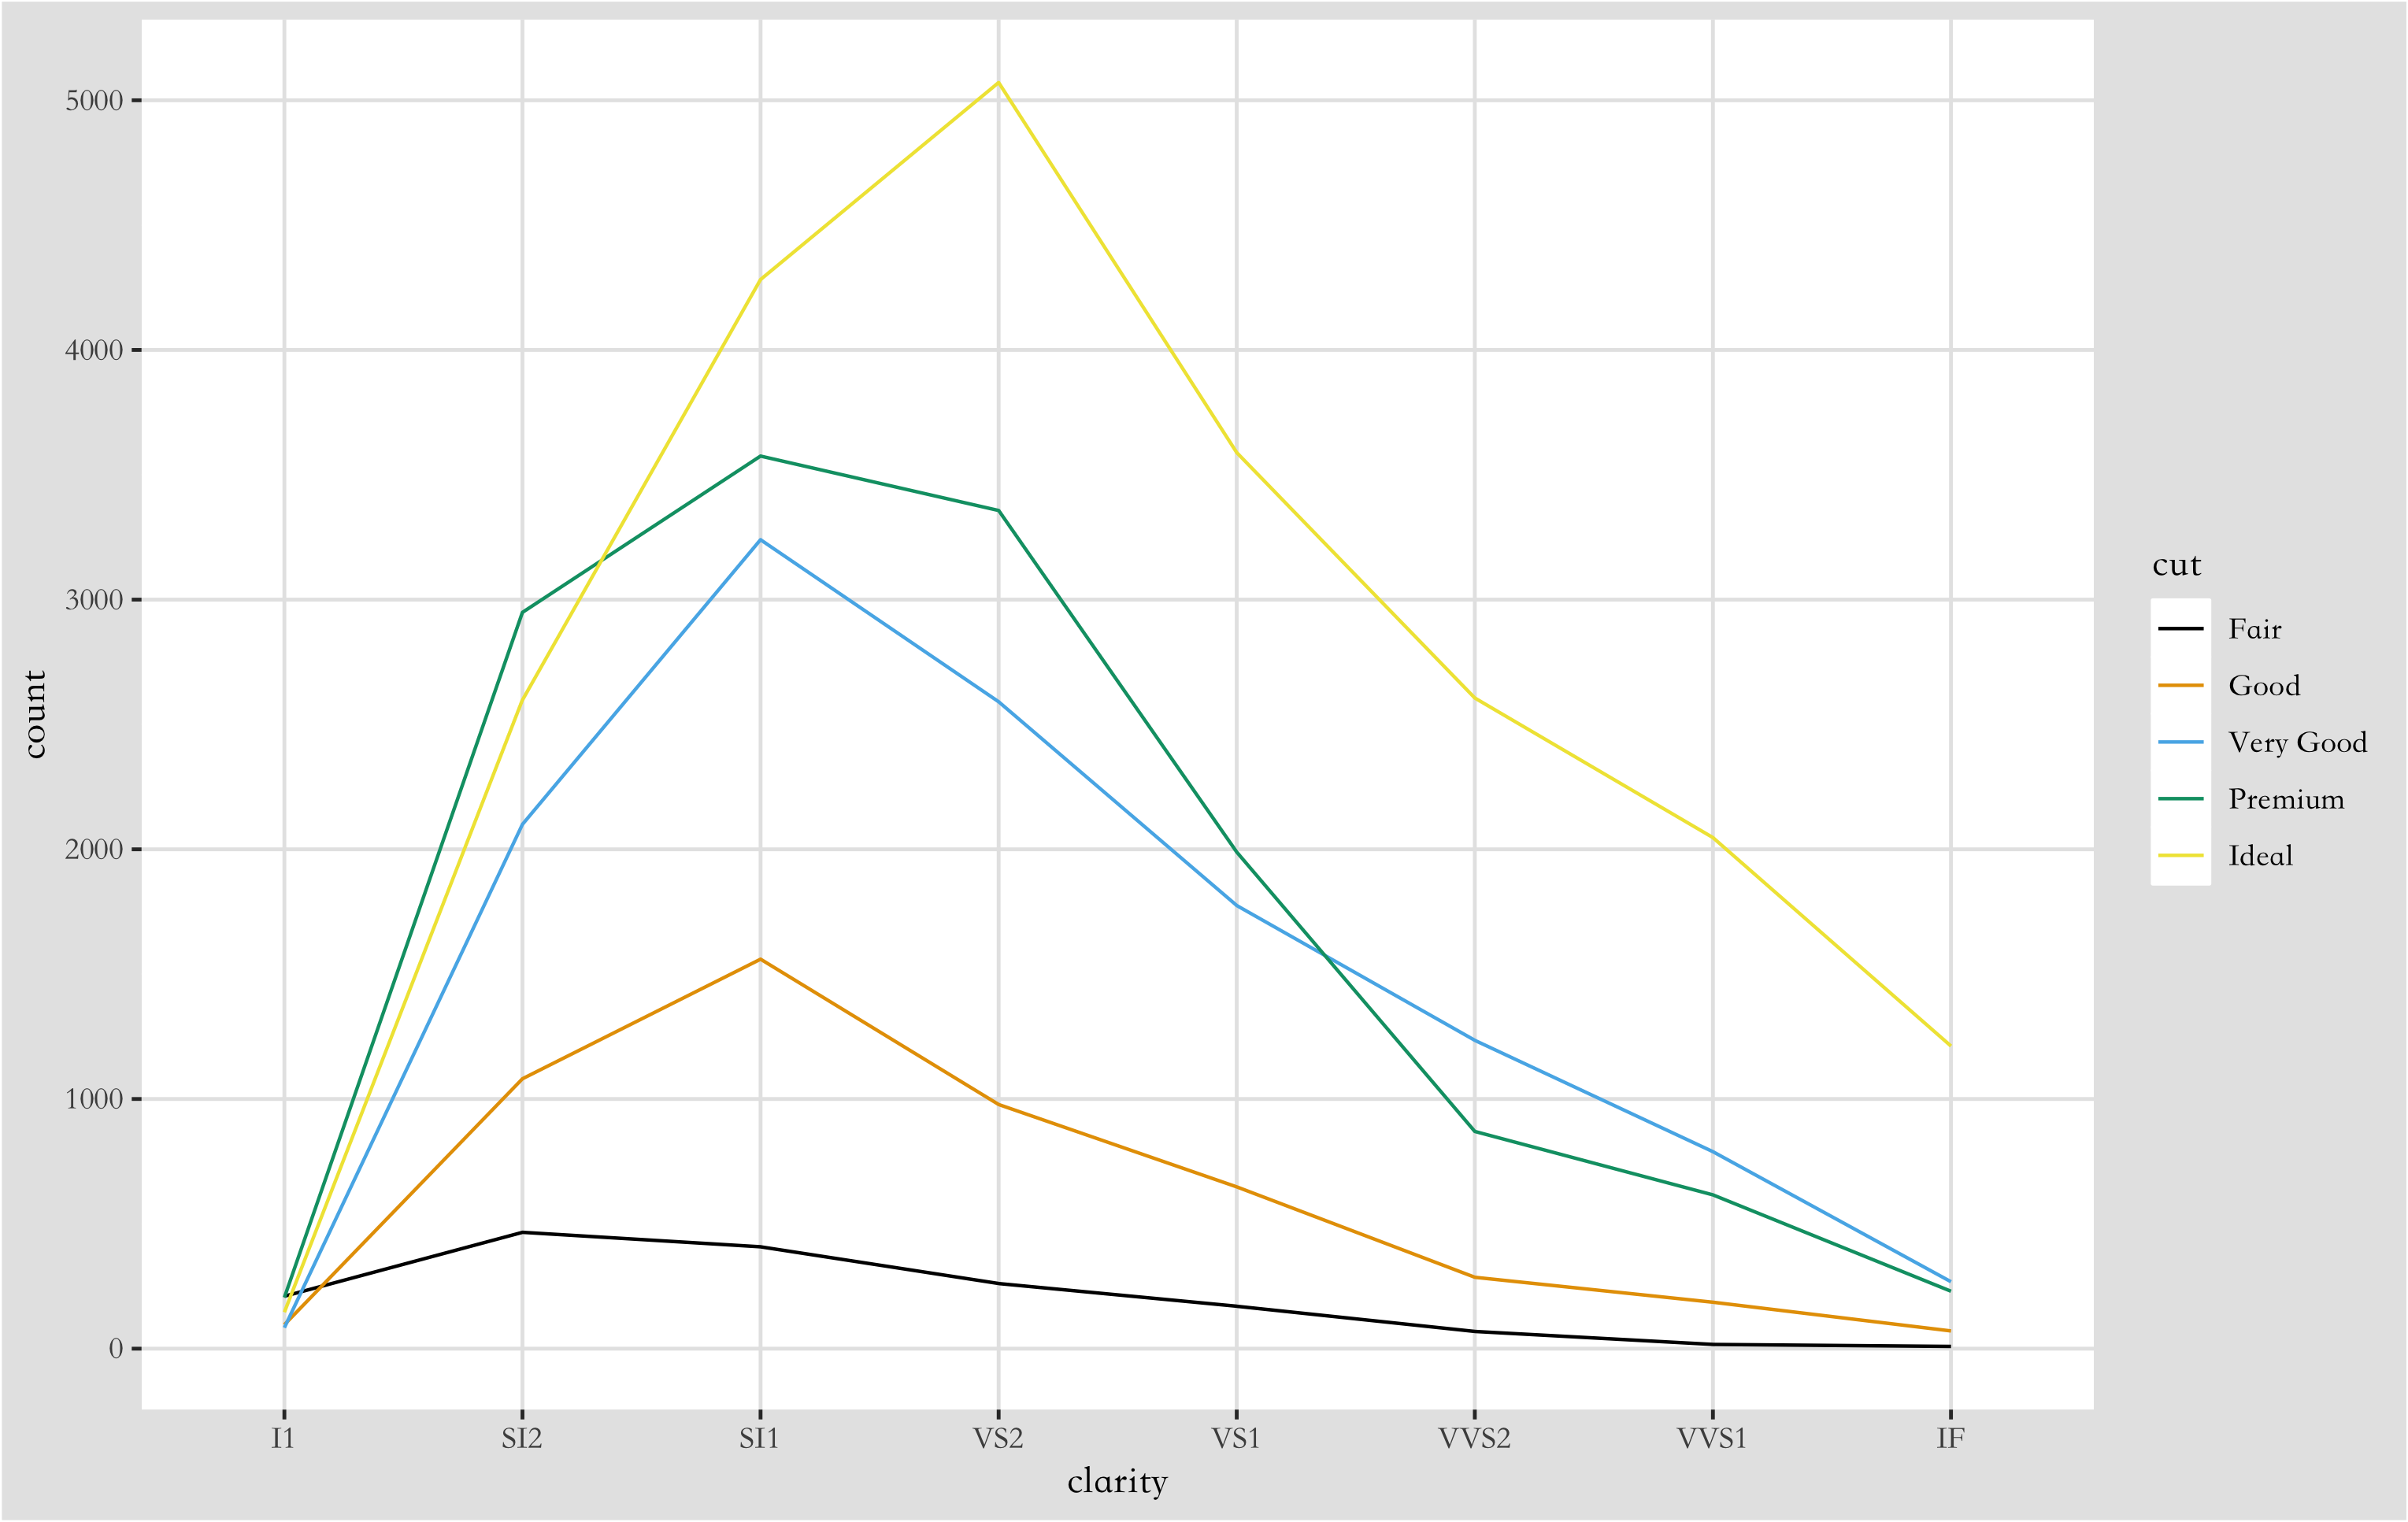 5000
4000
3000
2000
1000
0
count
I1 SI2 SI1 VS2 VS1 VVS2 VVS1 IF
clarity
cut
Fair
Good
Very Good
Premium
Ideal